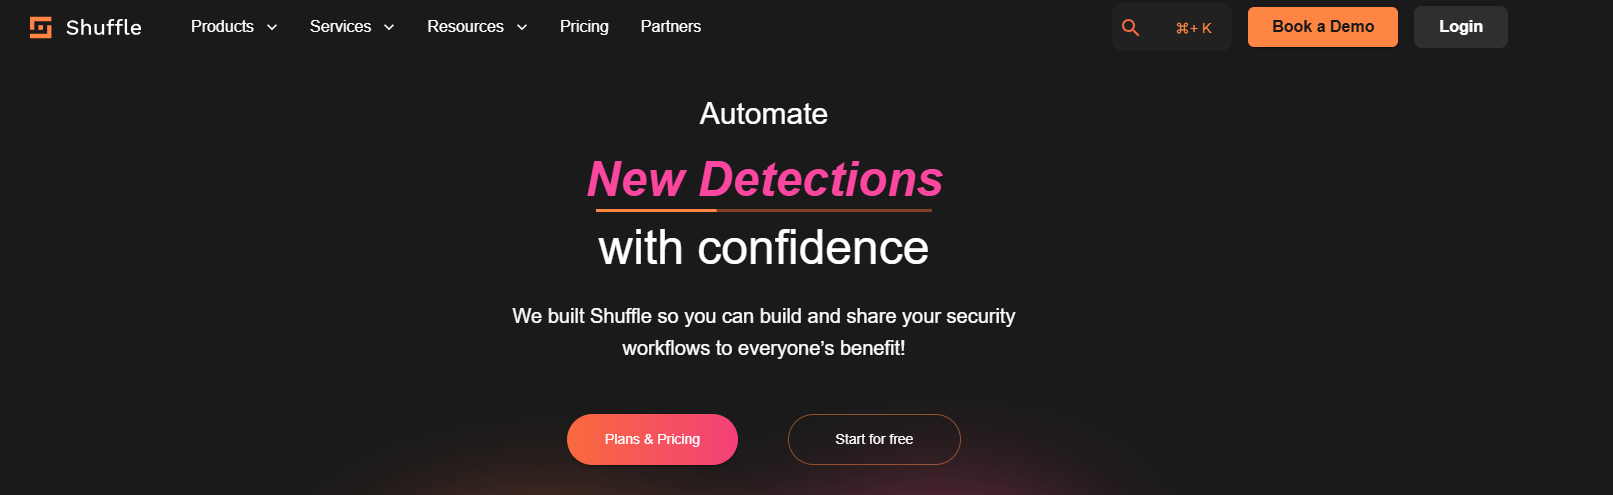 Shuffle Products Services Resources Pricing Partners ⌘+ K Book a Demo Login
Automate
New Detections
with confidence
We built Shuffle so you can build and share your security
workflows to everyone’s benefit!
Plans & Pricing Start for free